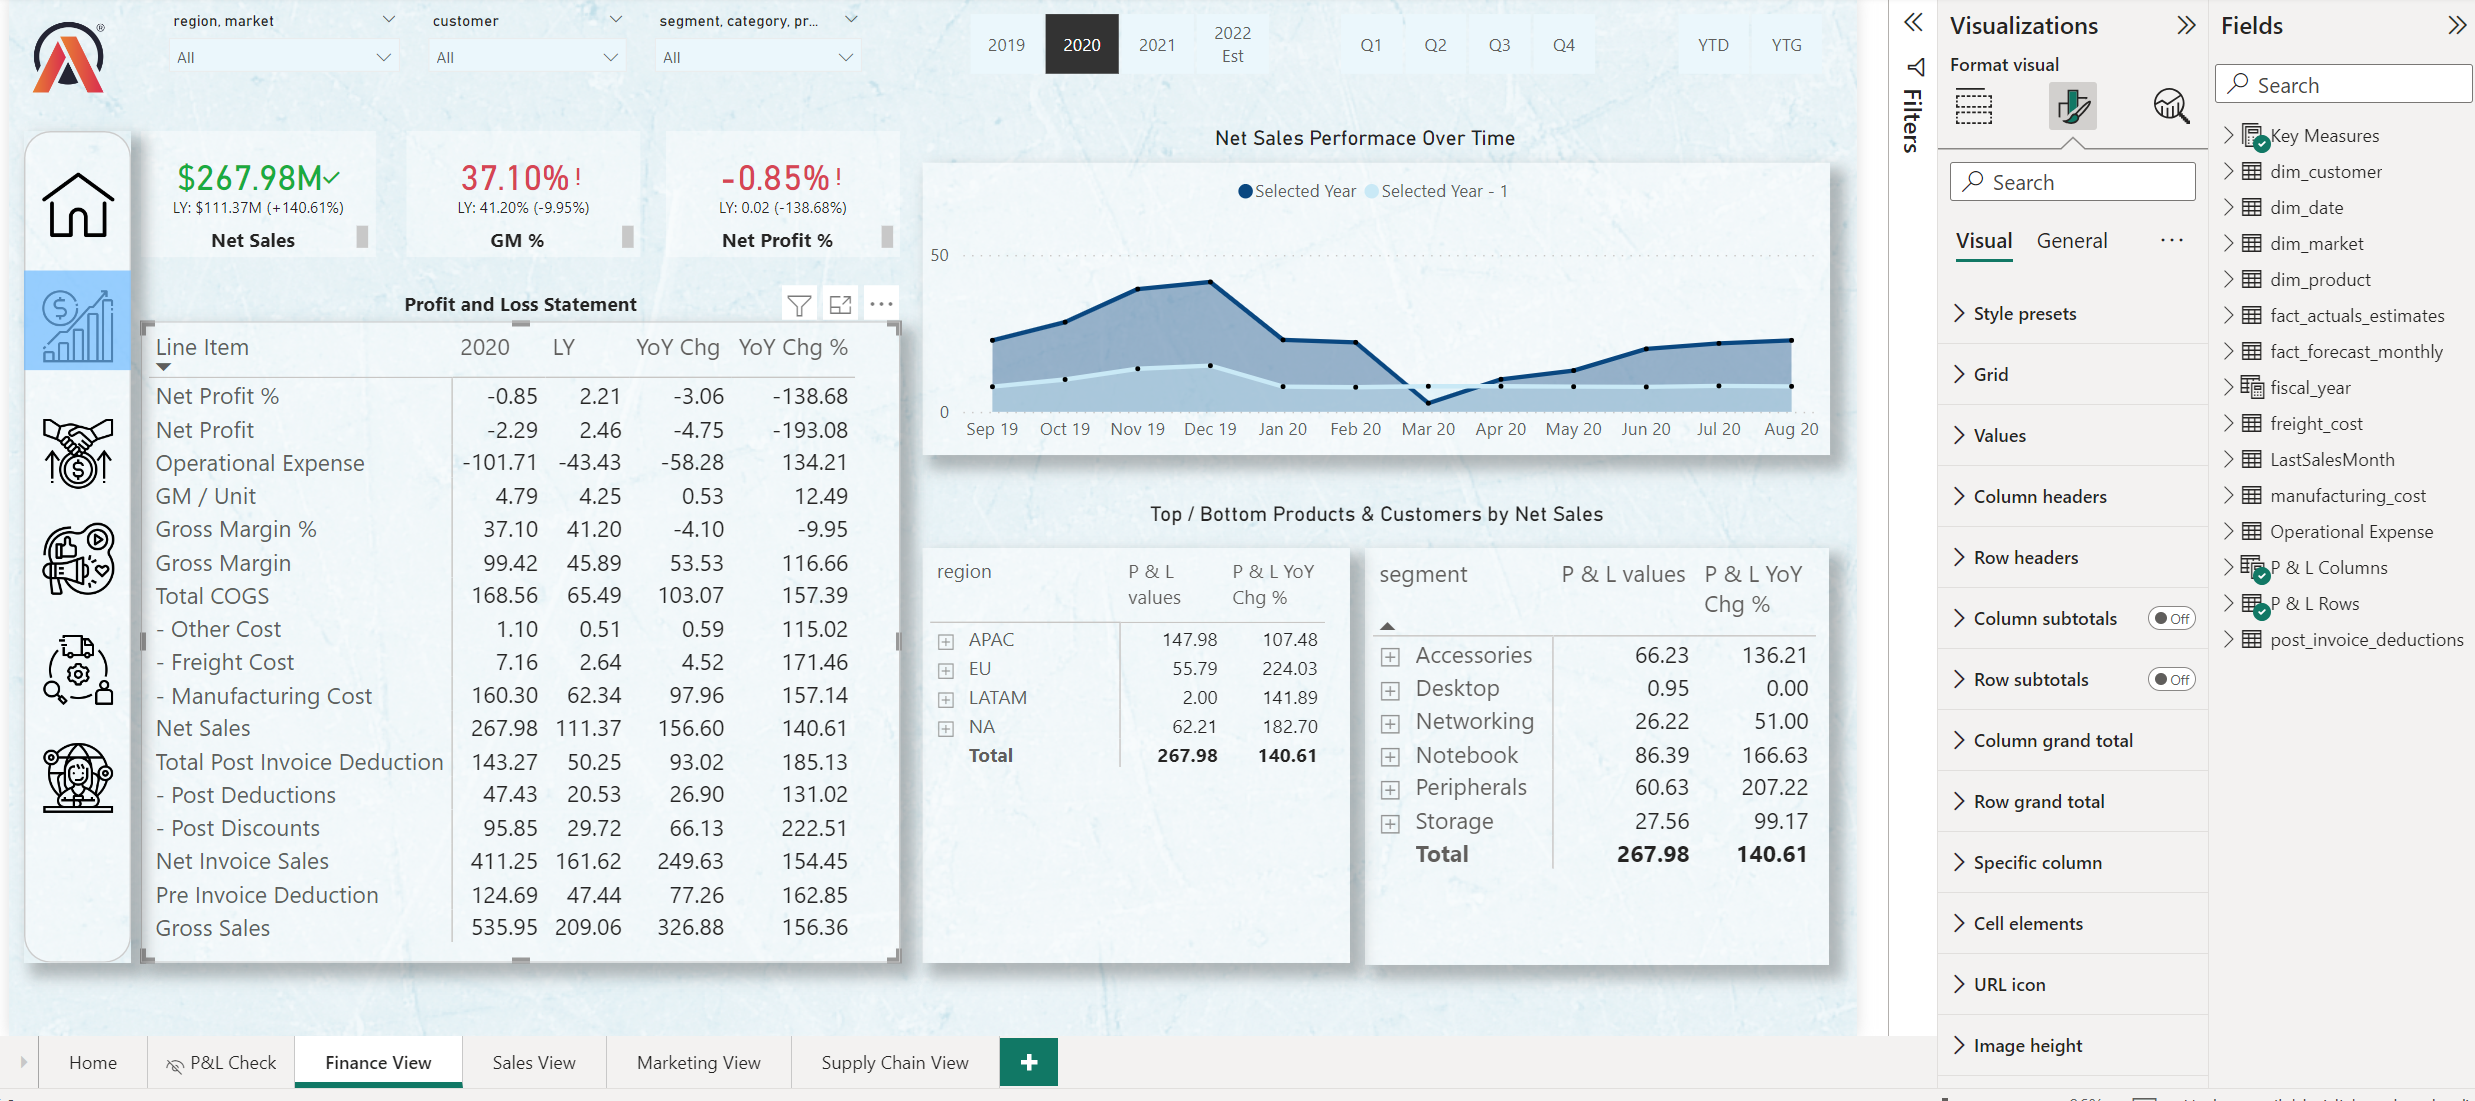 region, market
customer
segment, category, pr...
All
All
All
2019
2020
2021
2022 Est
Q1
Q2
Q3
Q4
YTD
YTG
$267.98M
LY: $111.37M (+140.61%)
Net Sales
37.10% !
LY: 41.20% (-9.95%)
GM %
-0.85% !
LY: 0.02 (-138.68%)
Net Profit %
Profit and Loss Statement
Line Item 2020 LY YoY Chg YoY Chg %
Net Profit % -0.85 2.21 -3.06 -138.68
Net Profit -2.29 2.46 -4.75 -193.08
Operational Expense -101.71 -43.43 -58.28 134.21
GM / Unit 4.79 4.25 0.53 12.49
Gross Margin % 37.10 41.20 -4.10 -9.95
Gross Margin 99.42 45.89 53.53 116.66
Total COGS 168.56 65.49 103.07 157.39
- Other Cost 1.10 0.51 0.59 115.02
- Freight Cost 7.16 2.64 4.52 171.46
- Manufacturing Cost 160.30 62.34 97.96 157.14
Net Sales 267.98 111.37 156.60 140.61
Total Post Invoice Deduction 143.27 50.25 93.02 185.13
- Post Deductions 47.43 20.53 26.90 131.02
- Post Discounts 95.85 29.72 66.13 222.51
Net Invoice Sales 411.25 161.62 249.63 154.45
Pre Invoice Deduction 124.69 47.44 77.26 162.85
Gross Sales 535.95 209.06 326.88 156.36
Net Sales Performace Over Time
Selected Year Selected Year - 1
50
0
Sep 19 Oct 19 Nov 19 Dec 19 Jan 20 Feb 20 Mar 20 Apr 20 May 20 Jun 20 Jul 20 Aug 20
Top / Bottom Products & Customers by Net Sales
region P & L values P & L YoY Chg %
APAC 147.98 107.48
EU 55.79 224.03
LATAM 2.00 141.89
NA 62.21 182.70
Total 267.98 140.61
segment P & L values P & L YoY Chg %
Accessories 66.23 136.21
Desktop 0.95 0.00
Networking 26.22 51.00
Notebook 86.39 166.63
Peripherals 60.63 207.22
Storage 27.56 99.17
Total 267.98 140.61
Home
P&L Check
Finance View
Sales View
Marketing View
Supply Chain View
Filters
Visualizations
Format visual
Search
Visual General
Style presets
Grid
Values
Column headers
Row headers
Column subtotals Off
Row subtotals Off
Column grand total
Row grand total
Specific column
Cell elements
URL icon
Image height
Fields
Search
Key Measures
dim_customer
dim_date
dim_market
dim_product
fact_actuals_estimates
fact_forecast_monthly
fiscal_year
freight_cost
LastSalesMonth
manufacturing_cost
Operational Expense
P & L Columns
P & L Rows
post_invoice_deductions